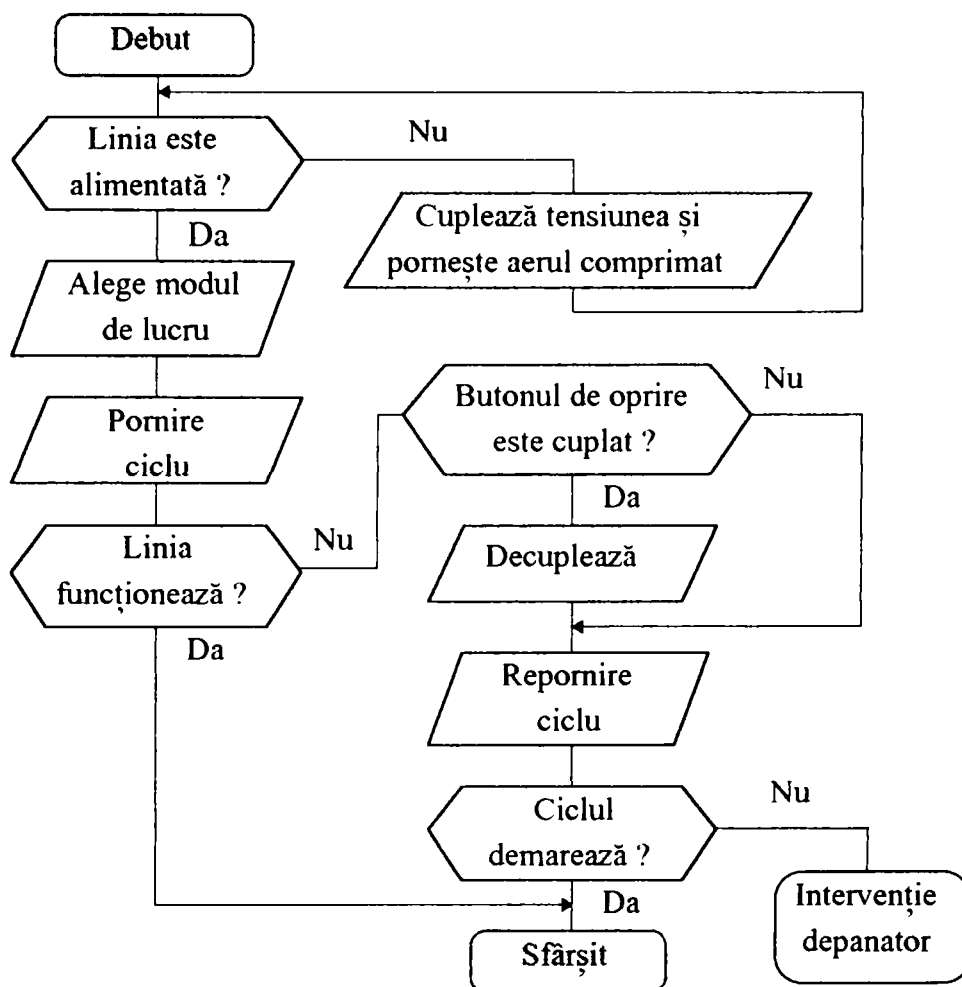 Debut
Linia este
alimentată ?
Nu
Cuplează tensiunea și
pornește aerul comprimat
Da
Alege modul
de lucru
Pornire
ciclu
Linia
funcționează ?
Nu
Da
Butonul de oprire
este cuplat ?
Nu
Da
Decuplează
Repornire
ciclu
Ciclul
demarează ?
Nu
Da
Intervenție
depanator
Sfârșit